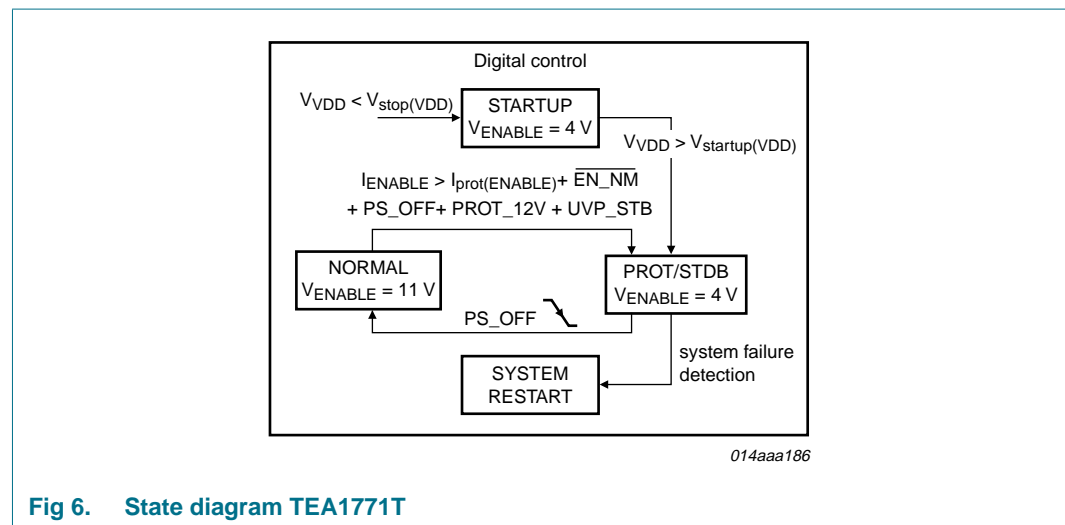 Digital control
VVDD < Vstop(VDD)
STARTUP
VENABLE = 4 V
VVDD > Vstartup(VDD)
IENABLE > Iprot(ENABLE)+ E̅N̅_̅N̅M̅
+ PS_OFF+ PROT_12V + UVP_STB
NORMAL
VENABLE = 11 V
PROT/STDB
VENABLE = 4 V
PS_OFF
system failure
detection
SYSTEM
RESTART
014aaa186
Fig 6. State diagram TEA1771T